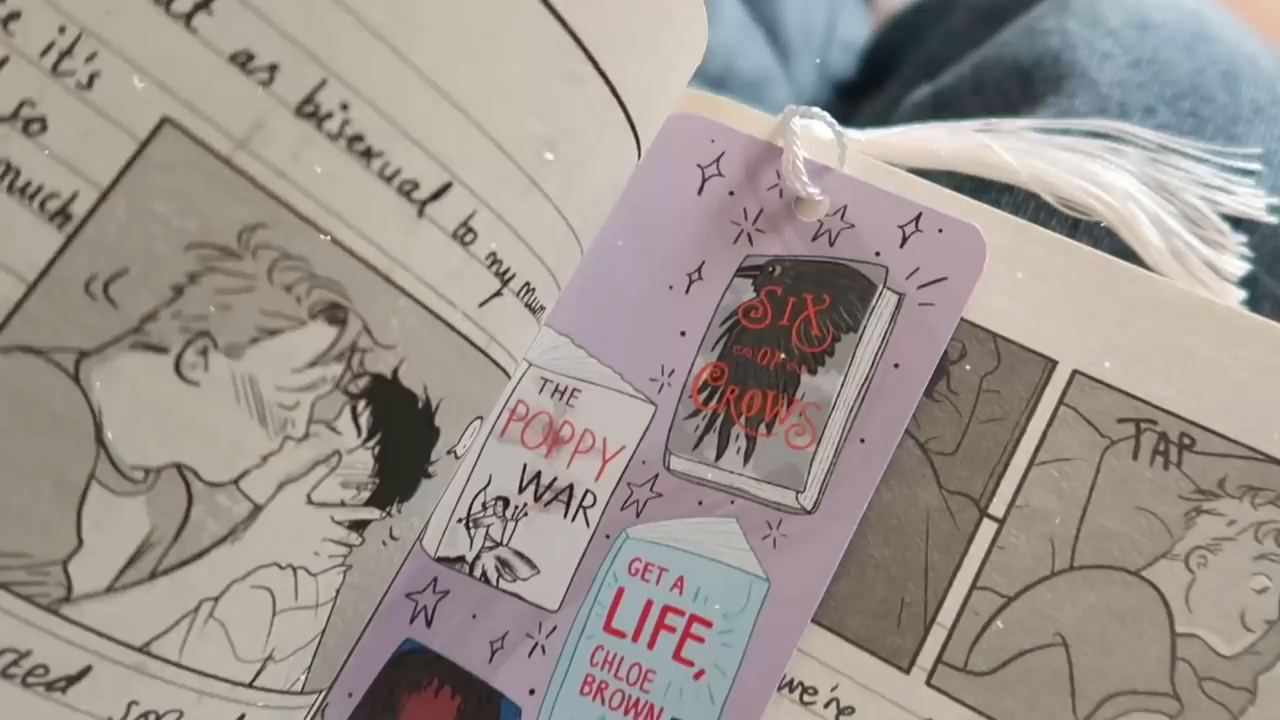 it's
so
much
as bisexual to my mum
SIX
OF
CROWS
THE
POPPY
WAR
GET A
LIFE,
CHLOE
BROWN
TAP
we're